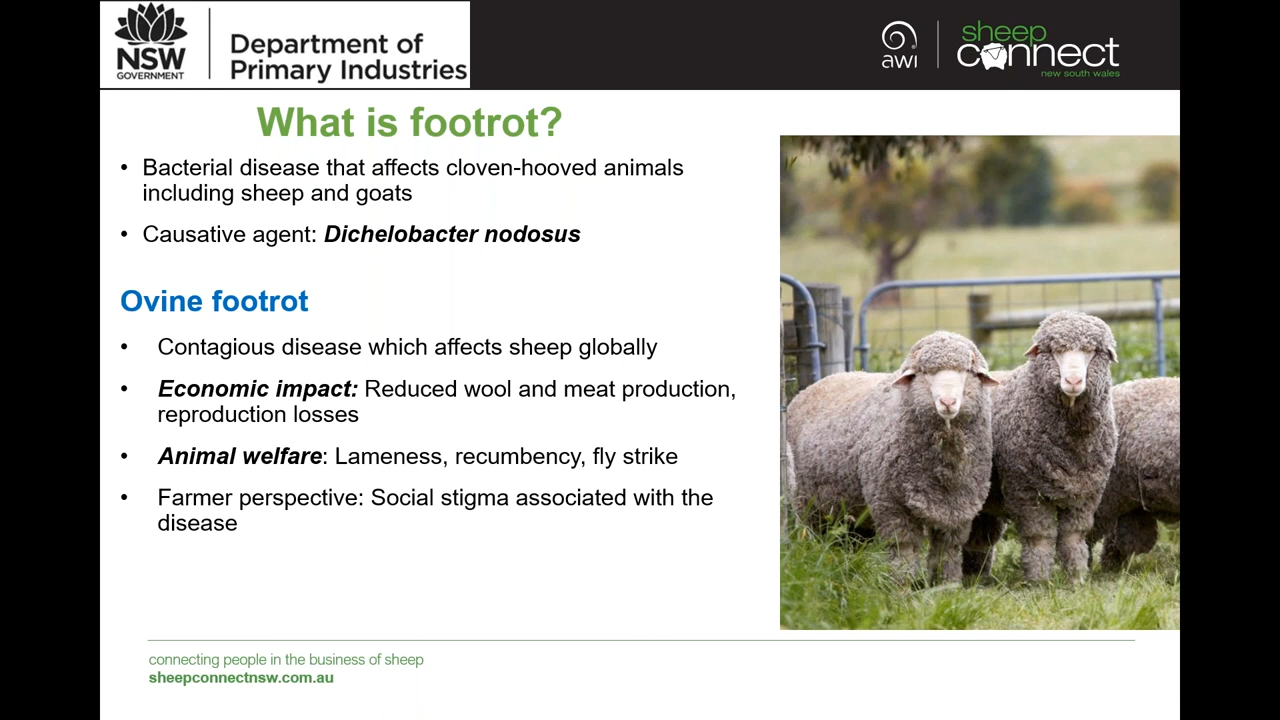 NSW
GOVERNMENT
Department of
Primary Industries
awi
sheep
connect
new south wales
What is footrot?
• Bacterial disease that affects cloven-hooved animals
including sheep and goats
• Causative agent: Dichelobacter nodosus
Ovine footrot
• Contagious disease which affects sheep globally
• Economic impact: Reduced wool and meat production,
reproduction losses
• Animal welfare: Lameness, recumbency, fly strike
• Farmer perspective: Social stigma associated with the
disease
connecting people in the business of sheep
sheepconnectnsw.com.au